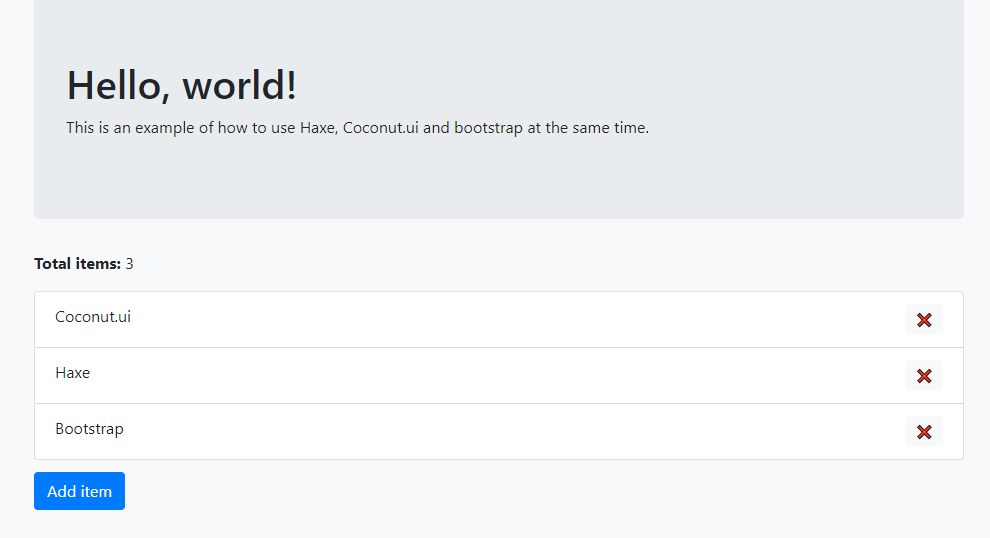 Hello, world!
This is an example of how to use Haxe, Coconut.ui and bootstrap at the same time.
Total items: 3
Coconut.ui
Haxe
Bootstrap
Add item